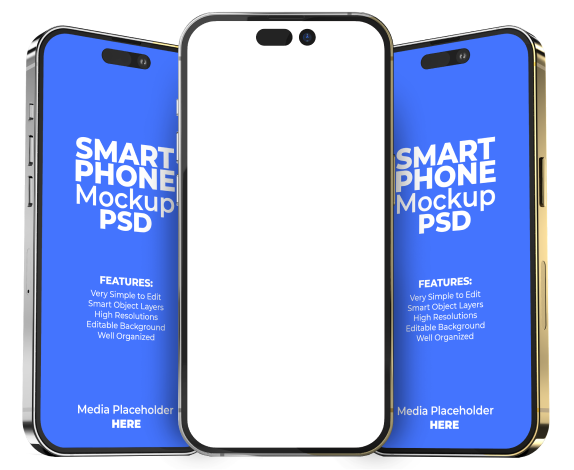 SMART
PHONE
Mockup
PSD
FEATURES:
Very Simple to Edit
Smart Object Layers
High Resolutions
Editable Background
Well Organized
Media Placeholder
HERE
SMART
PHONE
Mockup
PSD
FEATURES:
Very Simple to Edit
Smart Object Layers
High Resolutions
Editable Background
Well Organized
Media Placeholder
HERE